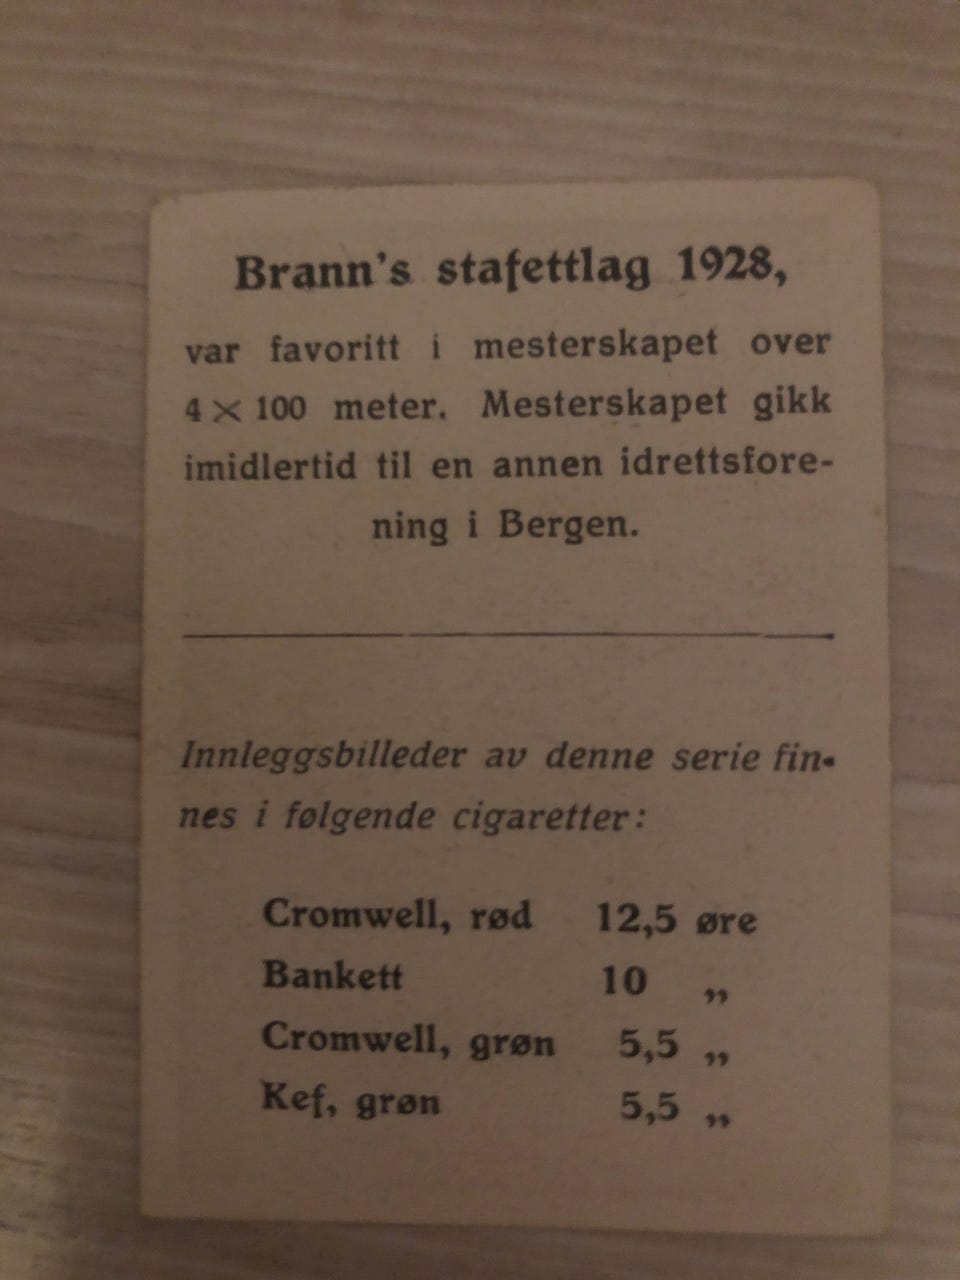 Brann's stafettlag 1928,
var favoritt i mesterskapet over
4 × 100 meter. Mesterskapet gikk
imidlertid til en annen idrettsfore-
ning i Bergen.
Innleggsbilleder av denne serie fin-
nes i følgende cigaretter:
Cromwell, rød 12,5 øre
Bankett 10 „
Cromwell, grøn 5,5 „
Kef, grøn 5,5 „